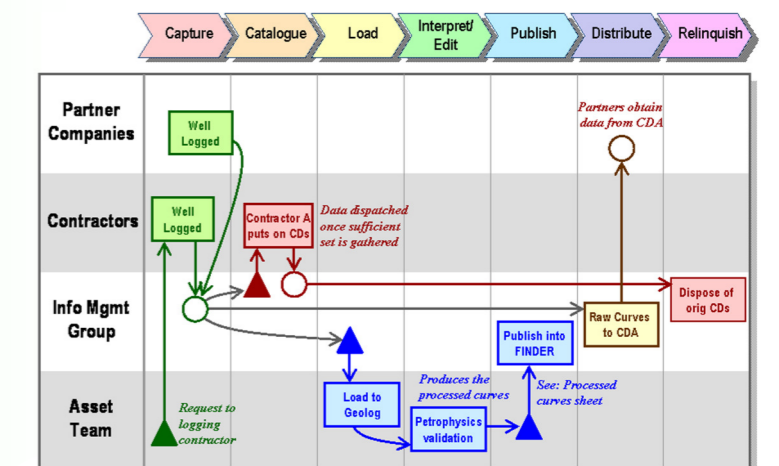 Capture
Catalogue
Load
Interpret/
Edit
Publish
Distribute
Relinquish
Partner
Companies
Well
Logged
Partners obtain
data from CDA
Contractors
Well
Logged
Contractor A
puts on CDs
Data dispatched
once sufficient
set is gathered
Info Mgmt
Group
Publish into
FINDER
Raw Curves
to CDA
Dispose of
orig CDs
Asset
Team
Request to
logging
contractor
Load to
Geolog
Produces the
processed curves
Petrophysics
validation
See: Processed
curves sheet